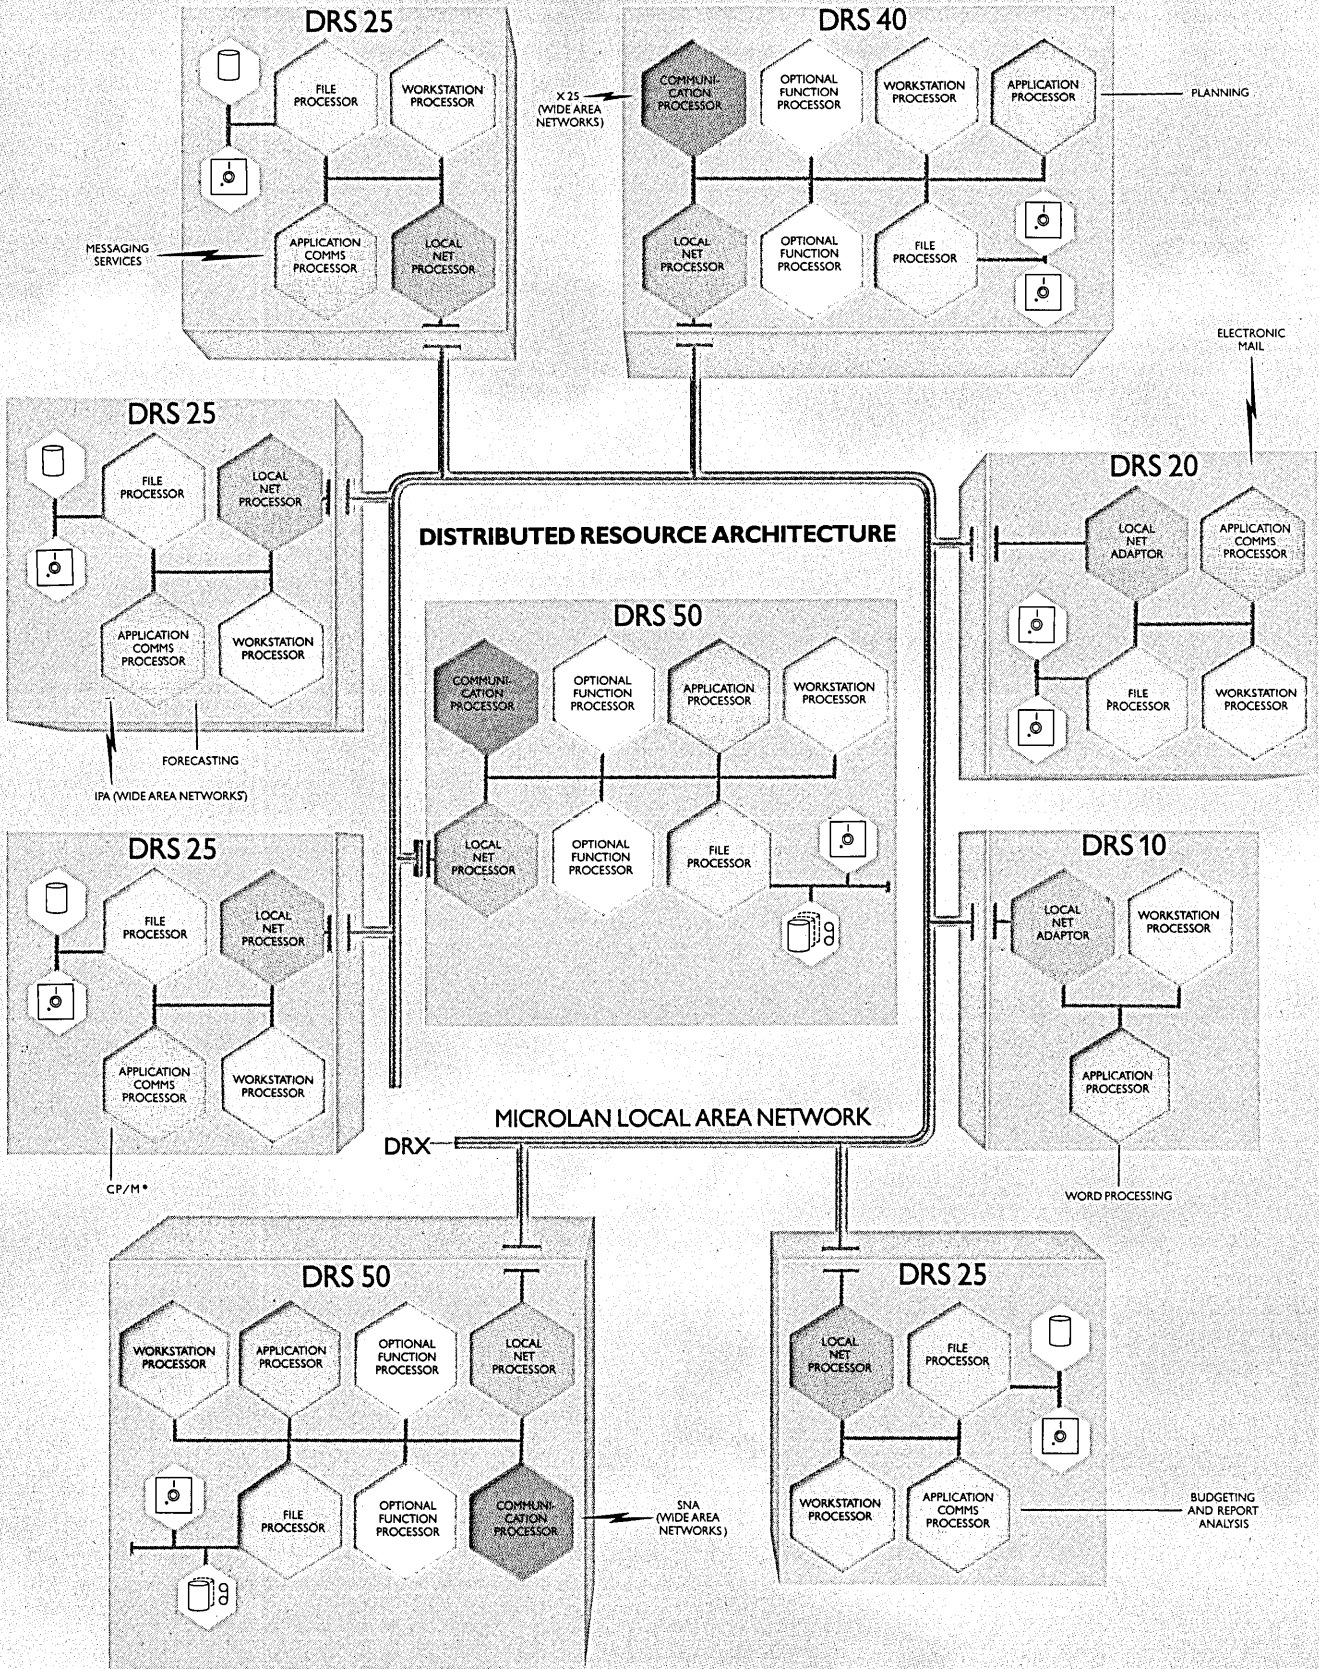 DRS 25
FILE
PROCESSOR
WORKSTATION
PROCESSOR
APPLICATION
COMMS
PROCESSOR
LOCAL
NET
PROCESSOR
MESSAGING
SERVICES
DRS 40
COMMUNI-
CATION
PROCESSOR
OPTIONAL
FUNCTION
PROCESSOR
WORKSTATION
PROCESSOR
APPLICATION
PROCESSOR
X 25
(WIDE AREA
NETWORKS)
PLANNING
LOCAL
NET
PROCESSOR
OPTIONAL
FUNCTION
PROCESSOR
FILE
PROCESSOR
ELECTRONIC
MAIL
DRS 25
FILE
PROCESSOR
LOCAL
NET
PROCESSOR
APPLICATION
COMMS
PROCESSOR
WORKSTATION
PROCESSOR
FORECASTING
IPA (WIDE AREA NETWORKS)
DISTRIBUTED RESOURCE ARCHITECTURE
DRS 20
LOCAL
NET
ADAPTOR
APPLICATION
COMMS
PROCESSOR
FILE
PROCESSOR
WORKSTATION
PROCESSOR
DRS 50
COMMUNI-
CATION
PROCESSOR
OPTIONAL
FUNCTION
PROCESSOR
APPLICATION
PROCESSOR
WORKSTATION
PROCESSOR
LOCAL
NET
PROCESSOR
OPTIONAL
FUNCTION
PROCESSOR
FILE
PROCESSOR
DRS 25
FILE
PROCESSOR
LOCAL
NET
PROCESSOR
APPLICATION
COMMS
PROCESSOR
WORKSTATION
PROCESSOR
CP/M*
DRS 10
LOCAL
NET
ADAPTOR
WORKSTATION
PROCESSOR
APPLICATION
PROCESSOR
WORD PROCESSING
MICROLAN LOCAL AREA NETWORK
DRX
DRS 50
WORKSTATION
PROCESSOR
APPLICATION
PROCESSOR
OPTIONAL
FUNCTION
PROCESSOR
LOCAL
NET
PROCESSOR
FILE
PROCESSOR
OPTIONAL
FUNCTION
PROCESSOR
COMMUNI-
CATION
PROCESSOR
SNA
(WIDE AREA
NETWORKS)
DRS 25
LOCAL
NET
PROCESSOR
FILE
PROCESSOR
WORKSTATION
PROCESSOR
APPLICATION
COMMS
PROCESSOR
BUDGETING
AND REPORT
ANALYSIS